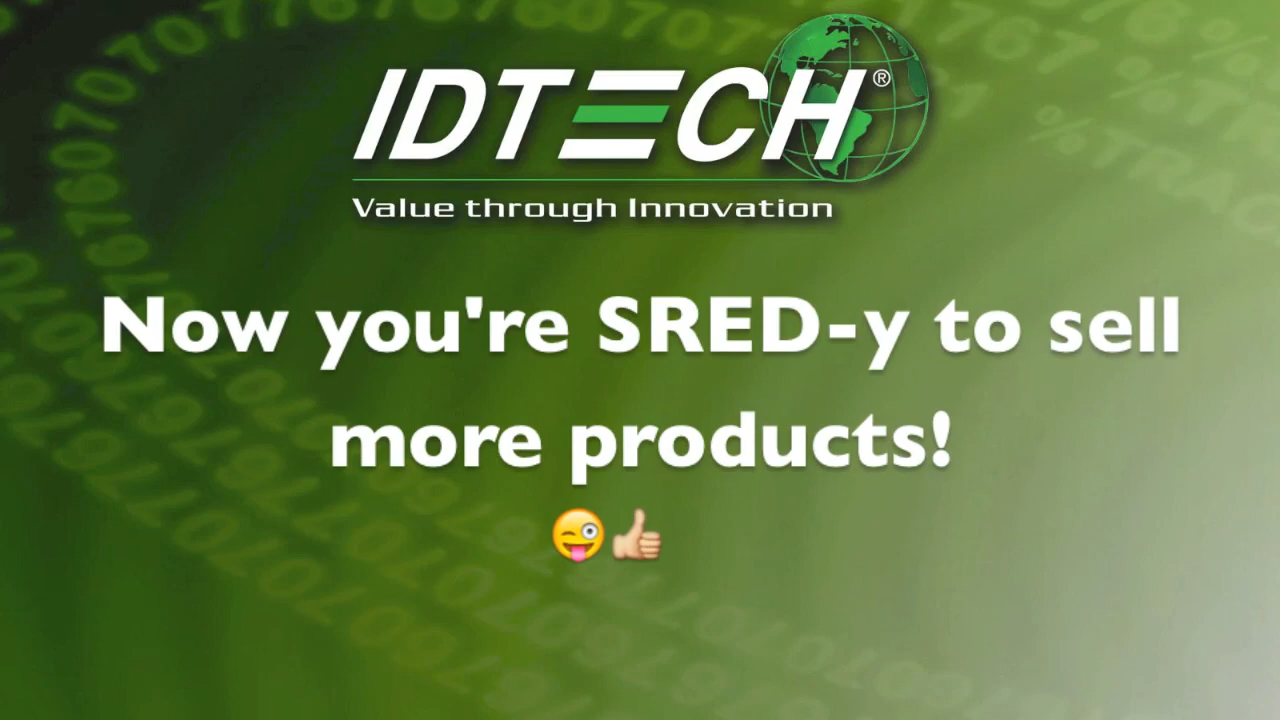 IDTECH®
Value through Innovation
Now you're SRED-y to sell
more products!
😜👍🏼